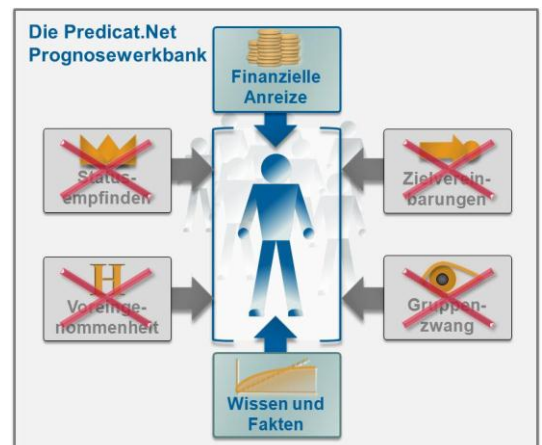 Die Predicat.Net
Prognosewerkbank
Finanzielle
Anreize
Status-
empfinden
Zielverein-
barungen
H
Voreinge-
nommenheit
Gruppen-
zwang
Wissen und
Fakten